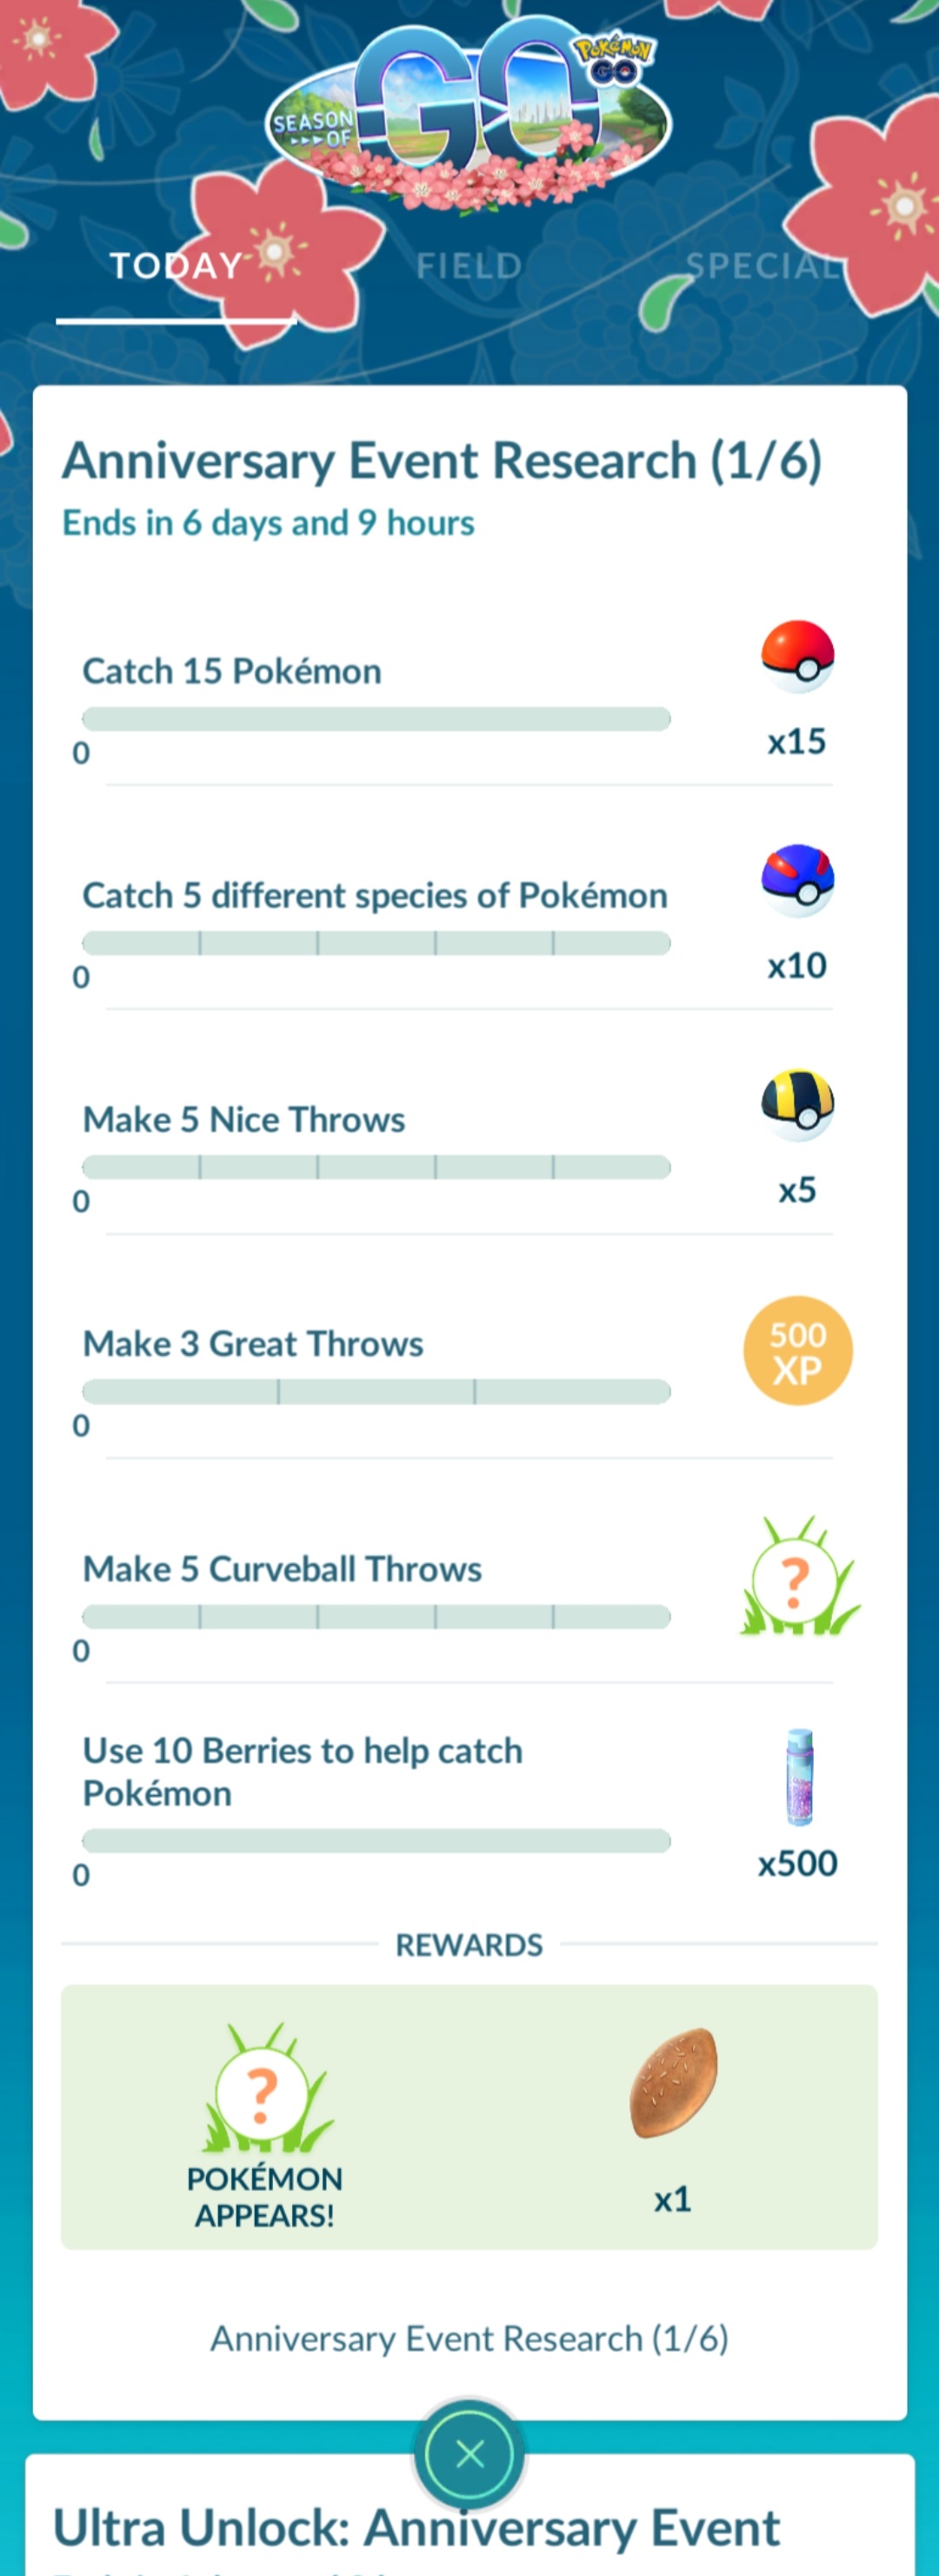 SEASON
OF
GO
POKÉMON
GO
TODAY
FIELD
SPECIAL
Anniversary Event Research (1/6)
Ends in 6 days and 9 hours
Catch 15 Pokémon
0
x15
Catch 5 different species of Pokémon
0
x10
Make 5 Nice Throws
0
x5
Make 3 Great Throws
0
500
XP
Make 5 Curveball Throws
0
?
Use 10 Berries to help catch
Pokémon
0
x500
REWARDS
?
POKÉMON
APPEARS!
x1
Anniversary Event Research (1/6)
Ultra Unlock: Anniversary Event